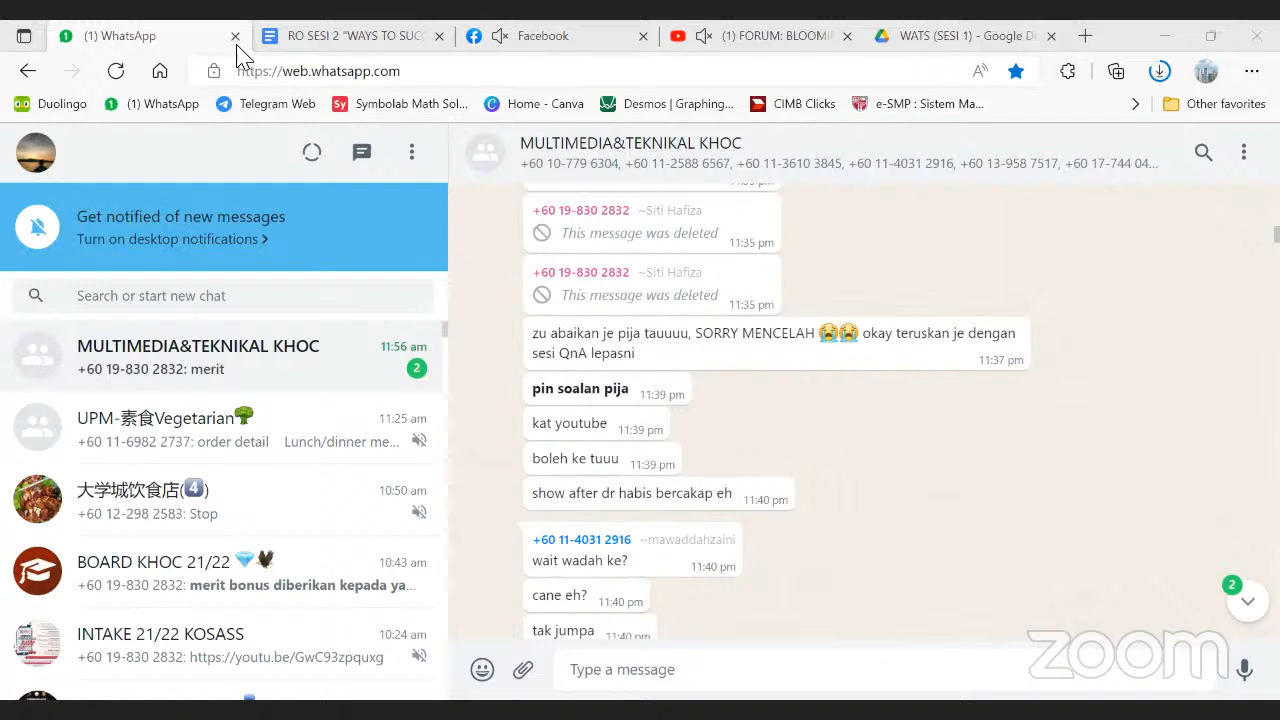 (1) WhatsApp
RO SESI 2 "WAYS TO SUC
Facebook
(1) FORUM: BLOOMI
WATS (SESI 1) - Google D
https://web.whatsapp.com
Duolingo
(1) WhatsApp
Telegram Web
Symbolab Math Sol...
Home - Canva
Desmos | Graphing...
CIMB Clicks
e-SMP : Sistem Ma...
Other favorites
MULTIMEDIA&TEKNIKAL KHOC
+60 10-779 6304, +60 11-2588 6567, +60 11-3610 3845, +60 11-4031 2916, +60 13-958 7517, +60 17-744 04...
Get notified of new messages
Turn on desktop notifications >
Search or start new chat
MULTIMEDIA&TEKNIKAL KHOC 11:56 am
+60 19-830 2832: merit 2
UPM-素食Vegetarian🌳 11:25 am
+60 11-6982 2737: order detail Lunch/dinner me...
大学城饮食店(4️⃣) 10:50 am
+60 12-298 2583: Stop
BOARD KHOC 21/22 💎🦅 10:43 am
+60 19-830 2832: merit bonus diberikan kepada ya...
INTAKE 21/22 KOSASS 10:24 am
+60 19-830 2832: https://youtu.be/GwC93zpquxg
+60 19-830 2832 ~Siti Hafiza
This message was deleted 11:35 pm
+60 19-830 2832 ~Siti Hafiza
This message was deleted 11:35 pm
zu abaikan je pija tauuuu, SORRY MENCELAH 😭😭 okay teruskan je dengan
sesi QnA lepasni 11:37 pm
pin soalan pija 11:39 pm
kat youtube 11:39 pm
boleh ke tuuu 11:39 pm
show after dr habis bercakap eh 11:40 pm
+60 11-4031 2916 ~mawaddahzaini
wait wadah ke? 11:40 pm
cane eh? 11:40 pm
tak jumpa 11:40 pm
2
Type a message
zoom